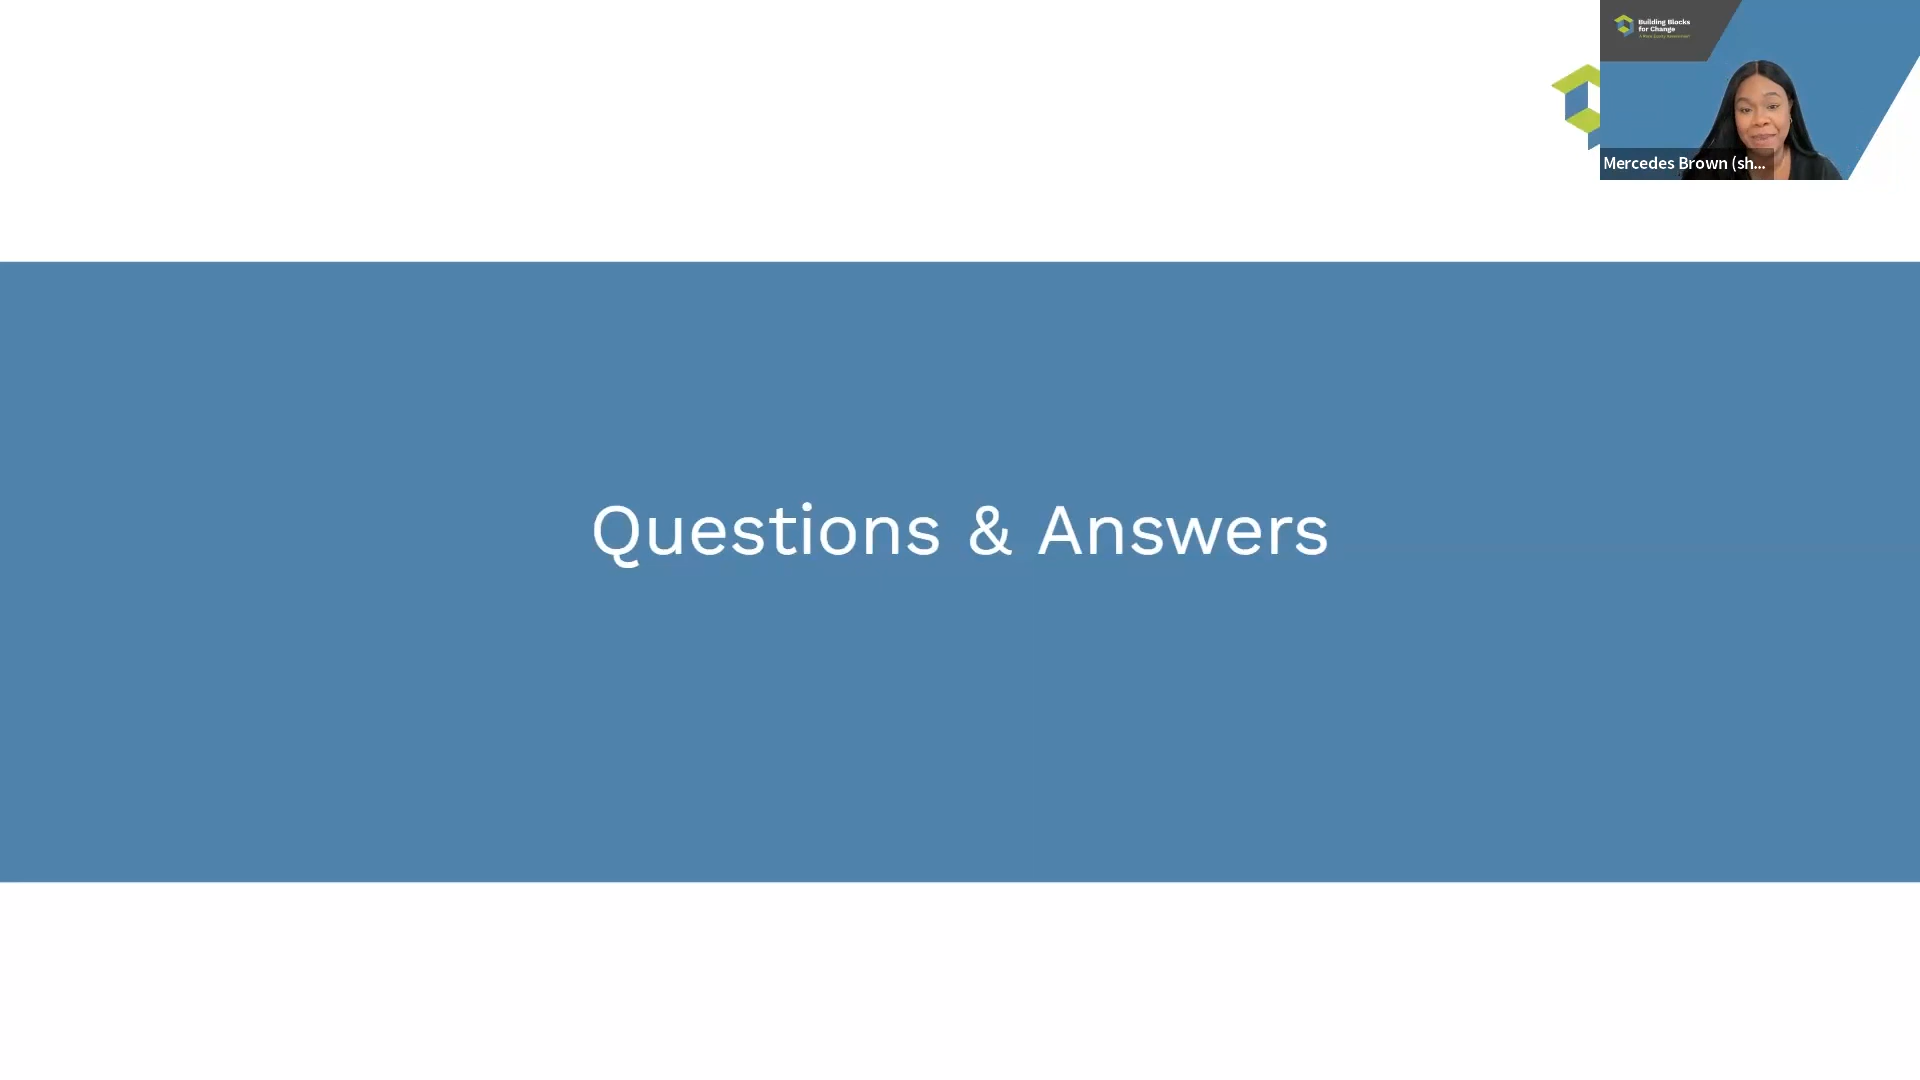 Building Blocks
for Change
Mercedes Brown (sh...
Questions & Answers